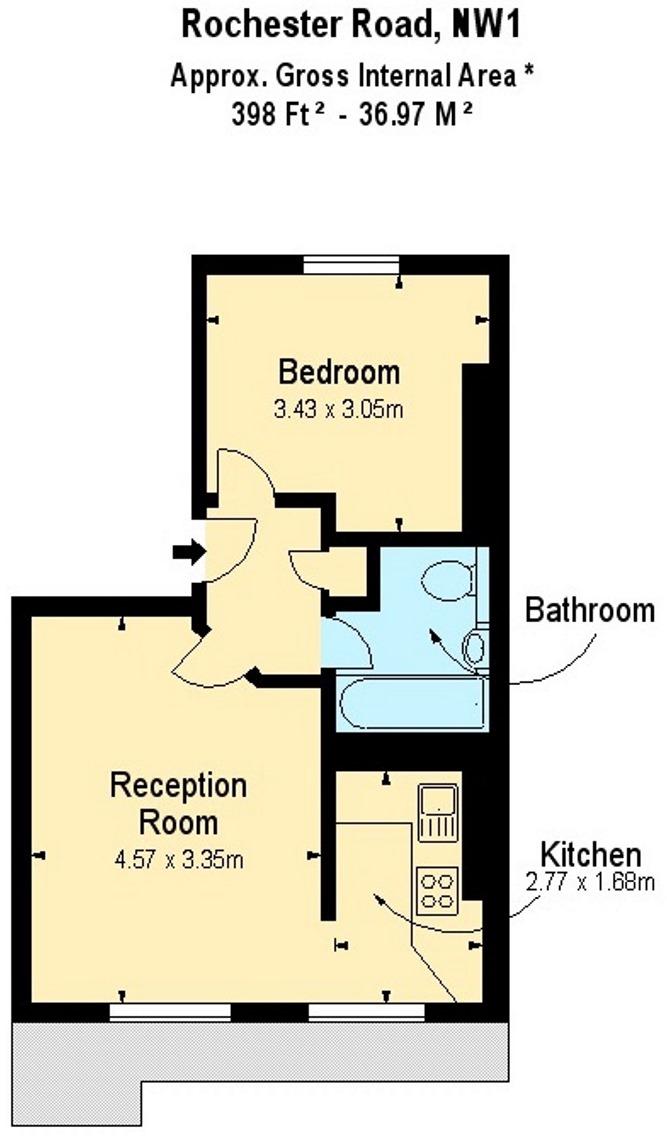 Rochester Road, NW1
Approx. Gross Internal Area *
398 Ft² - 36.97 M²
Bedroom
3.43 x 3.05m
Bathroom
Reception
Room
4.57 x 3.35m
Kitchen
2.77 x 1.68m